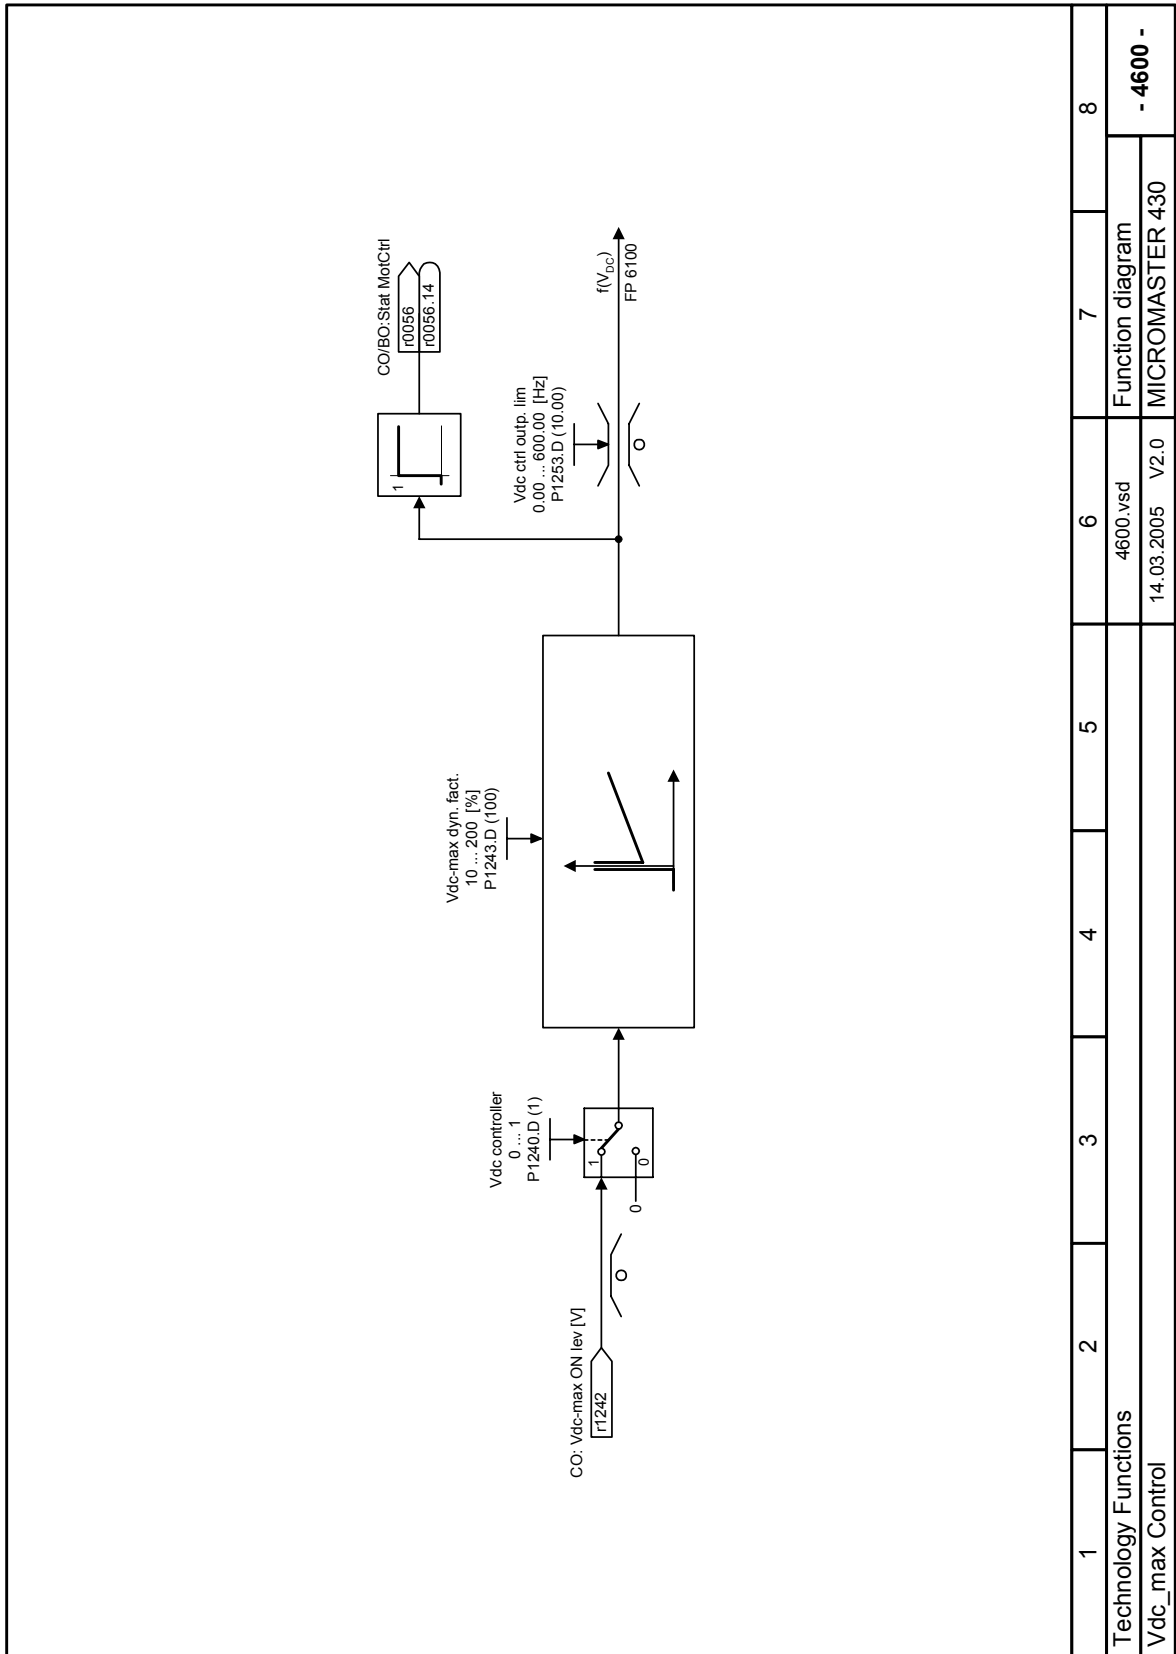 CO/BO:Stat MotCtrl
r0056
r0056.14
1
Vdc-max dyn. fact.
10 ... 200 [%]
P1243.D (100)
Vdc ctrl outp. lim
0.00 ... 600.00 [Hz]
P1253.D (10.00)
f(VDC)
FP 6100
Vdc controller
0 ... 1
P1240.D (1)
CO: Vdc-max ON lev [V]
r1242
1
0
0
1 2 3 4 5 6 7 8
Technology Functions 4600.vsd Function diagram - 4600 -
Vdc_max Control 14.03.2005 V2.0 MICROMASTER 430